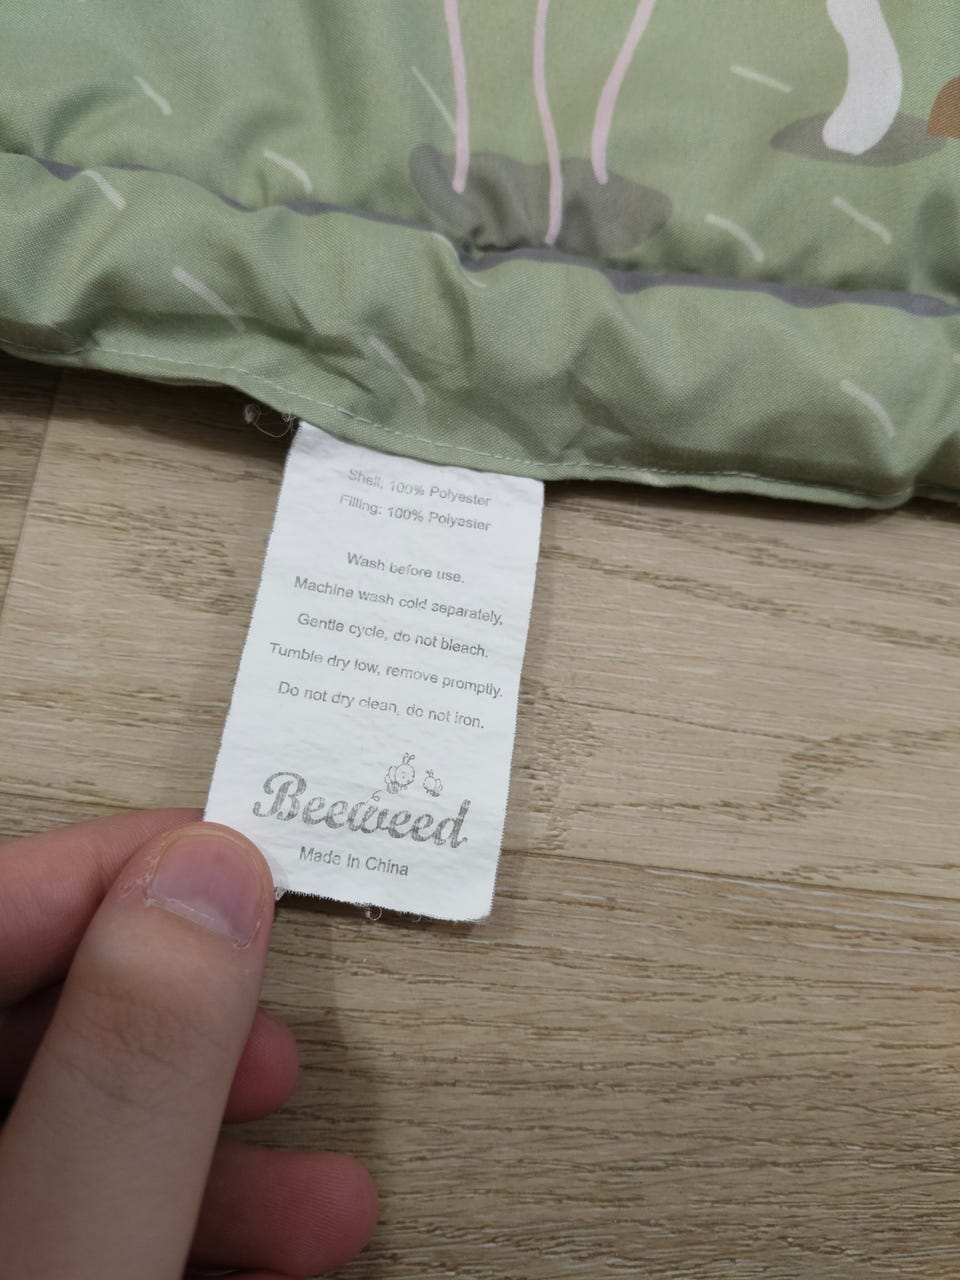 Shell: 100% Polyester
Filling: 100% Polyester
Wash before use.
Machine wash cold separately,
Gentle cycle, do not bleach.
Tumble dry low, remove promptly.
Do not dry clean, do not iron.
Beeweed
Made In China